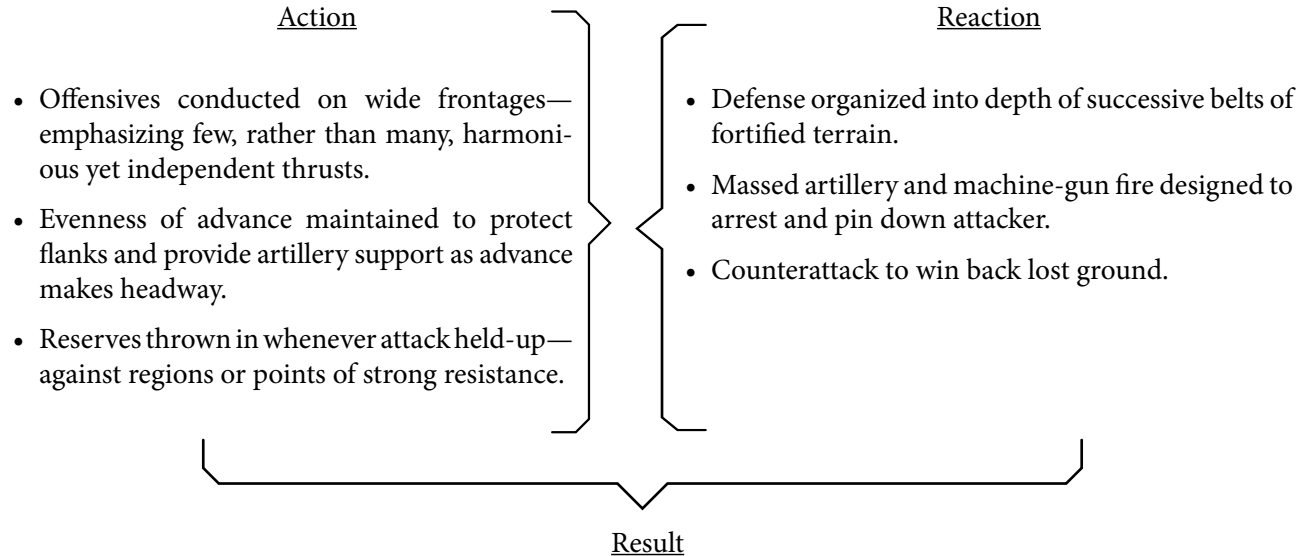 Action
• Offensives conducted on wide frontages—
emphasizing few, rather than many, harmoni-
ous yet independent thrusts.
• Evenness of advance maintained to protect
flanks and provide artillery support as advance
makes headway.
• Reserves thrown in whenever attack held-up—
against regions or points of strong resistance.
Reaction
• Defense organized into depth of successive belts of
fortified terrain.
• Massed artillery and machine-gun fire designed to
arrest and pin down attacker.
• Counterattack to win back lost ground.
Result